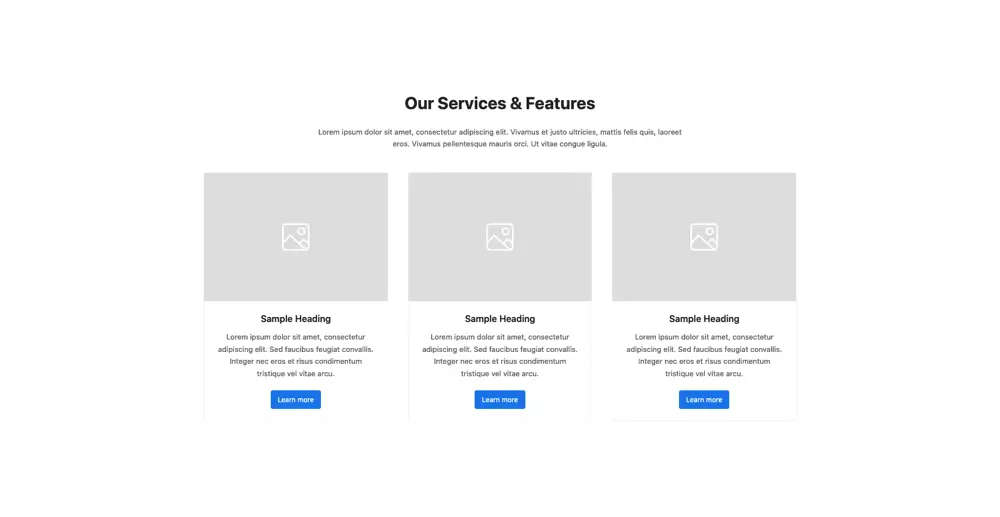 Our Services & Features
Lorem ipsum dolor sit amet, consectetur adipiscing elit. Vivamus et justo ultricies, mattis felis quis, laoreet
eros. Vivamus pellentesque mauris orci. Ut vitae congue ligula.
Sample Heading
Lorem ipsum dolor sit amet, consectetur
adipiscing elit. Sed faucibus feugiat convallis.
Integer nec eros et risus condimentum
tristique vel vitae arcu.
Learn more
Sample Heading
Lorem ipsum dolor sit amet, consectetur
adipiscing elit. Sed faucibus feugiat convallis.
Integer nec eros et risus condimentum
tristique vel vitae arcu.
Learn more
Sample Heading
Lorem ipsum dolor sit amet, consectetur
adipiscing elit. Sed faucibus feugiat convallis.
Integer nec eros et risus condimentum
tristique vel vitae arcu.
Learn more